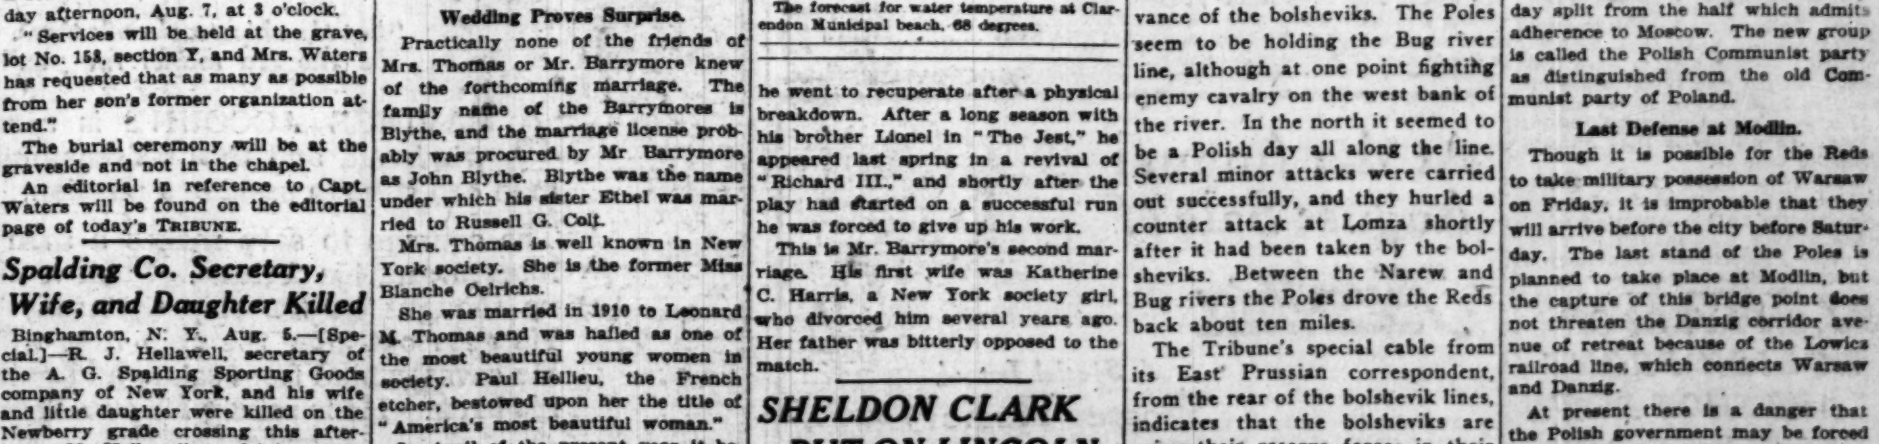 day afternoon, Aug. 7, at 3 o'clock.
"Services will be held at the grave,
lot No. 158, section Y, and Mrs. Waters
has requested that as many as possible
from her son's former organization at-
tend."
The burial ceremony will be at the
graveside and not in the chapel.
An editorial in reference to Capt.
Waters will be found on the editorial
page of today's TRIBUNE.
Spalding Co. Secretary,
Wife, and Daughter Killed
Binghamton, N. Y., Aug. 5.—[Spe-
cial.]—R. J. Hellawell, secretary of
the A. G. Spalding Sporting Goods
company of New York, and his wife
and little daughter were killed on the
Newberry grade crossing this after-
Wedding Proves Surprise.
Practically none of the friends of
Mrs. Thomas or Mr. Barrymore knew
of the forthcoming marriage. The
family name of the Barrymores is
Blythe, and the marriage license prob-
ably was procured by Mr Barrymore
as John Blythe. Blythe was the name
under which his sister Ethel was mar-
ried to Russell G. Colt.
Mrs. Thomas is well known in New
York society. She is the former Miss
Blanche Oelrichs.
She was married in 1910 to Leonard
M. Thomas and was hailed as one of
the most beautiful young women in
society. Paul Hellieu, the French
etcher, bestowed upon her the title of
"America's most beautiful woman."
The forecast for water temperature at Clar-
endon Municipal beach, 68 degrees.
he went to recuperate after a physical
breakdown. After a long season with
his brother Lionel in "The Jest," he
appeared last spring in a revival of
"Richard III.," and shortly after the
play had started on a successful run
he was forced to give up his work.
This is Mr. Barrymore's second mar-
riage. His first wife was Katherine
C. Harris, a New York society girl,
who divorced him several years ago.
Her father was bitterly opposed to the
match.
SHELDON CLARK
PUT ON LINCOLN
vance of the bolsheviks. The Poles
seem to be holding the Bug river
line, although at one point fighting
enemy cavalry on the west bank of
the river. In the north it seemed to
be a Polish day all along the line.
Several minor attacks were carried
out successfully, and they hurled a
counter attack at Lomza shortly
after it had been taken by the bol-
sheviks. Between the Narew and
Bug rivers the Poles drove the Reds
back about ten miles.
The Tribune's special cable from
its East Prussian correspondent,
from the rear of the bolshevik lines,
indicates that the bolsheviks are
day split from the half which admits
adherence to Moscow. The new group
is called the Polish Communist party
as distinguished from the old Com-
munist party of Poland.
Last Defense at Modlin.
Though it is possible for the Reds
to take military possession of Warsaw
on Friday, it is improbable that they
will arrive before the city before Satur-
day. The last stand of the Poles is
planned to take place at Modlin, but
the capture of this bridge point does
not threaten the Danzig corridor ave-
nue of retreat because of the Lowicz
railroad line, which connects Warsaw
and Danzig.
At present there is a danger that
the Polish government may be forced